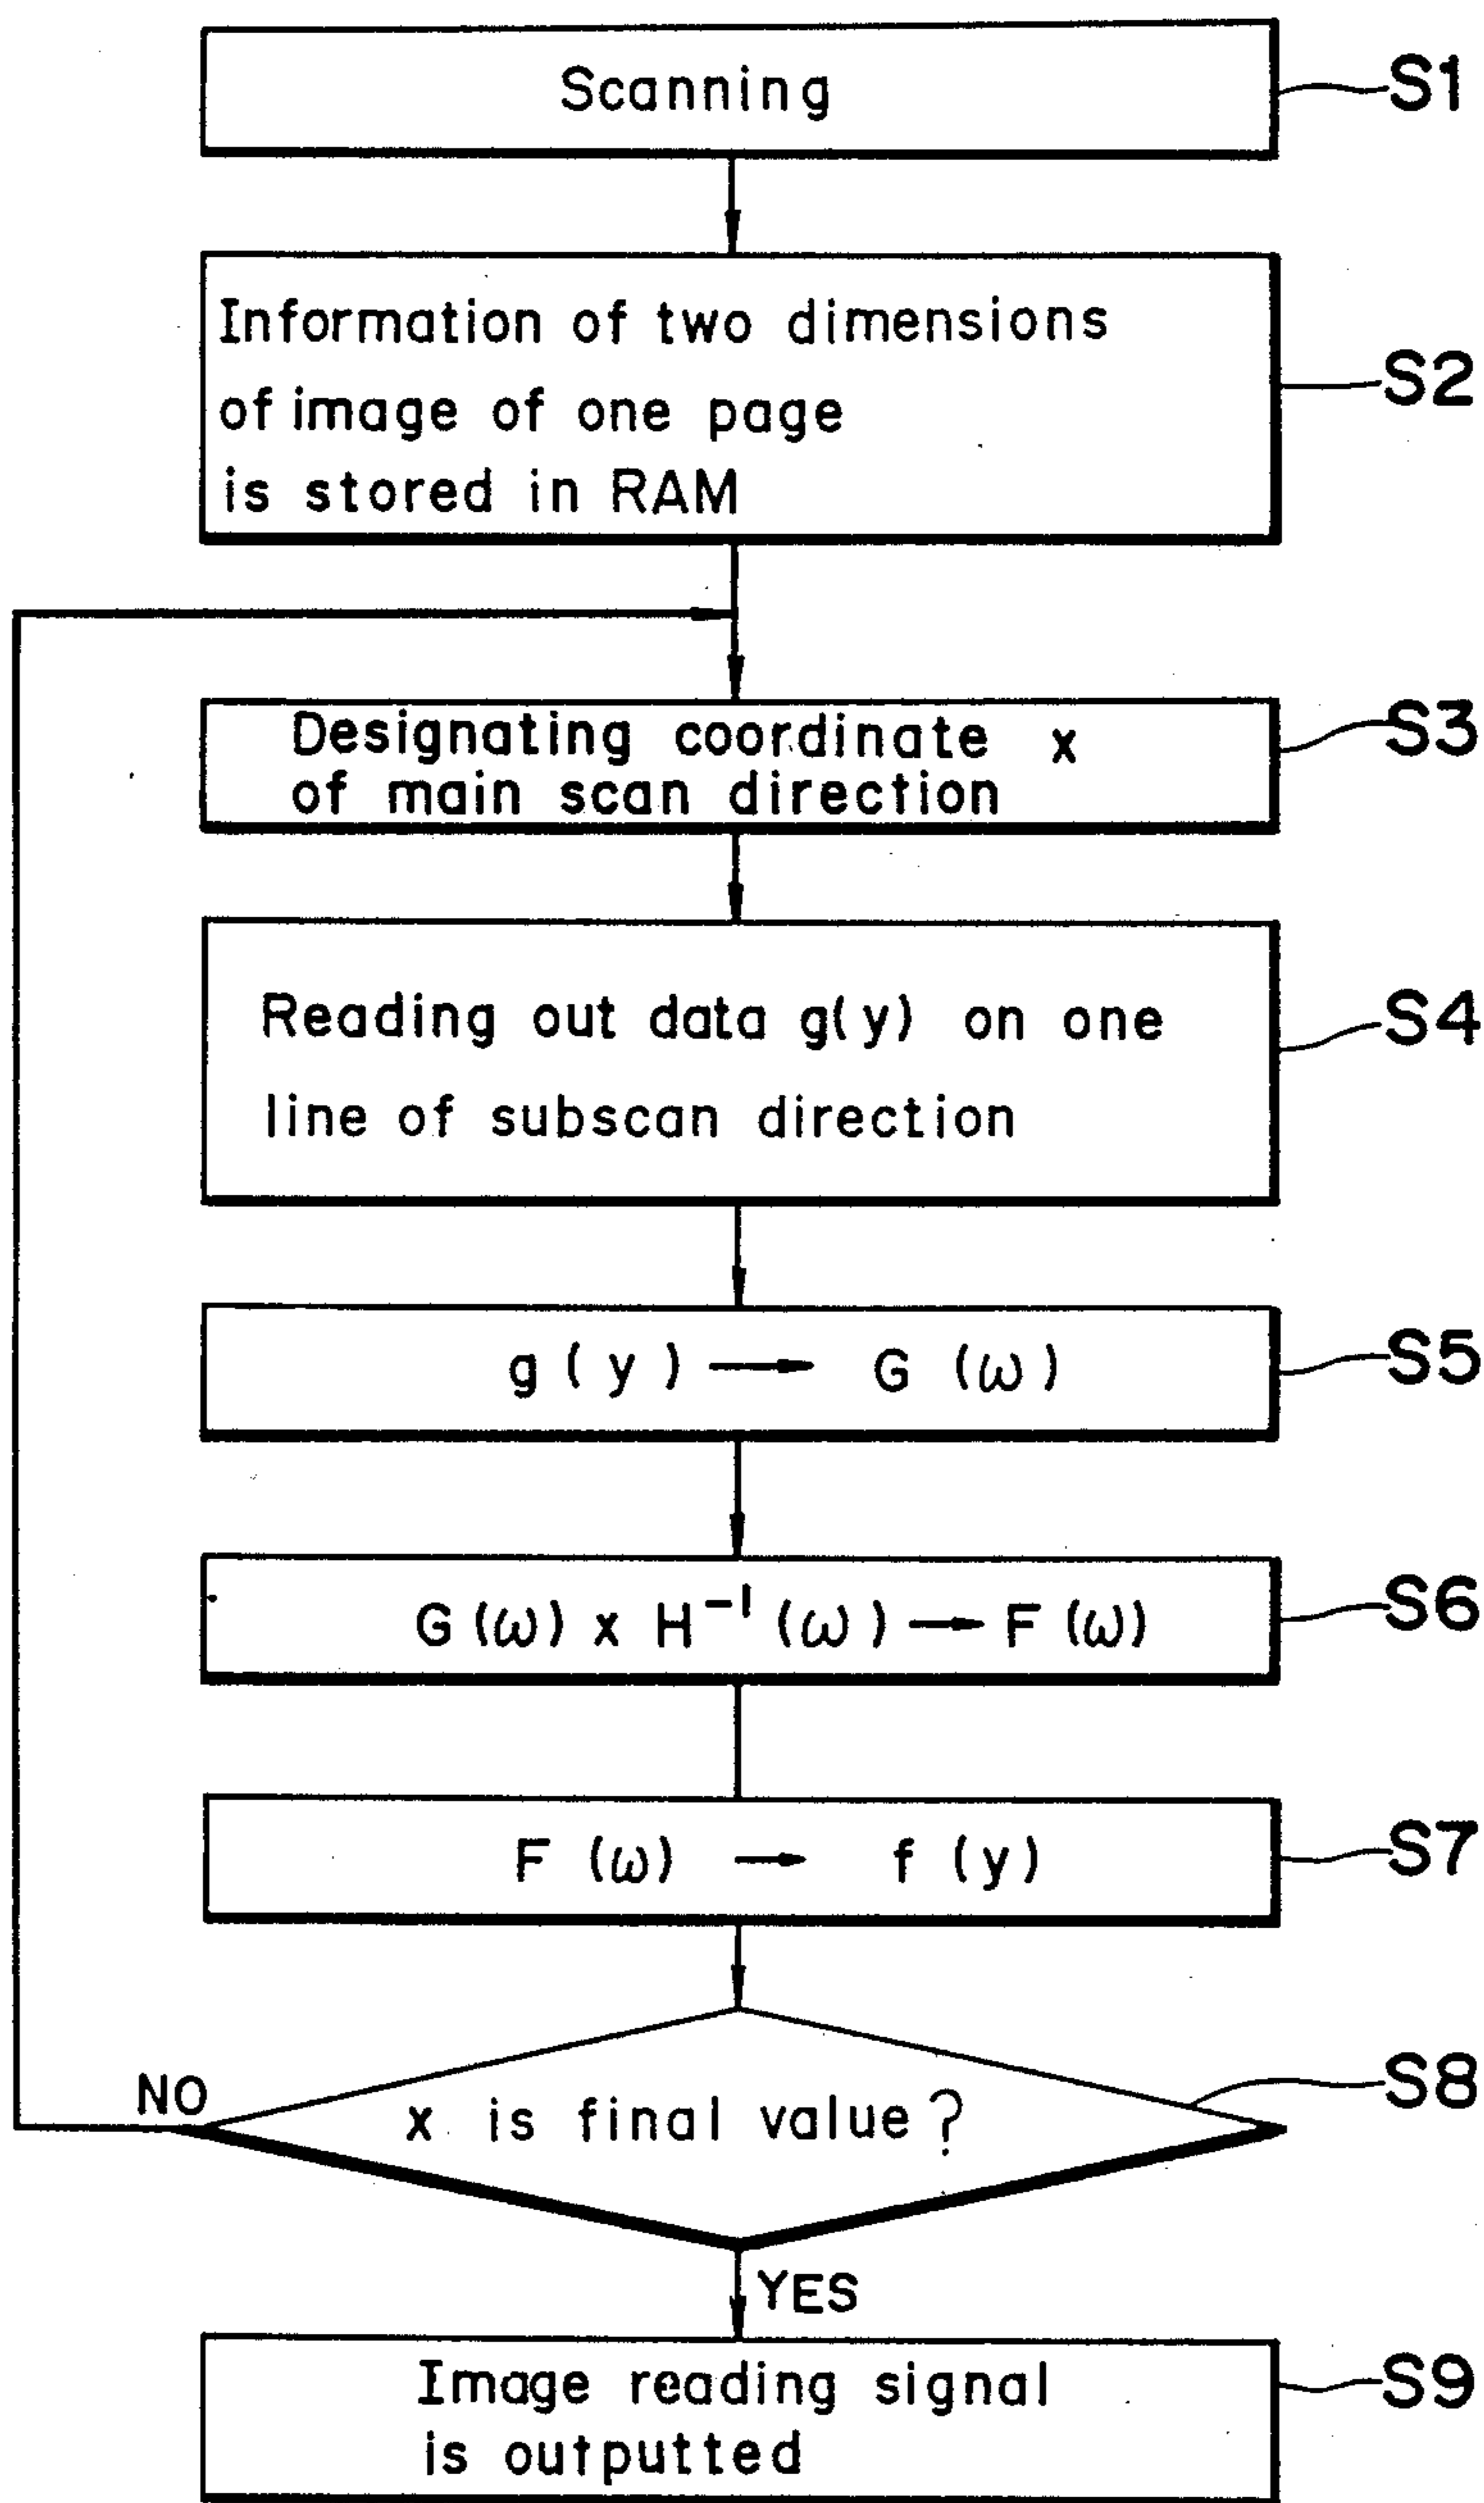 Scanning
S1
Information of two dimensions
of image of one page
is stored in RAM
S2
Designating coordinate x
of main scan direction
S3
Reading out data g(y) on one
line of subscan direction
S4
g(y) → G(ω)
S5
G(ω) x H⁻¹(ω) → F(ω)
S6
F(ω) → f(y)
S7
NO
x is final value?
S8
YES
Image reading signal
is outputted
S9